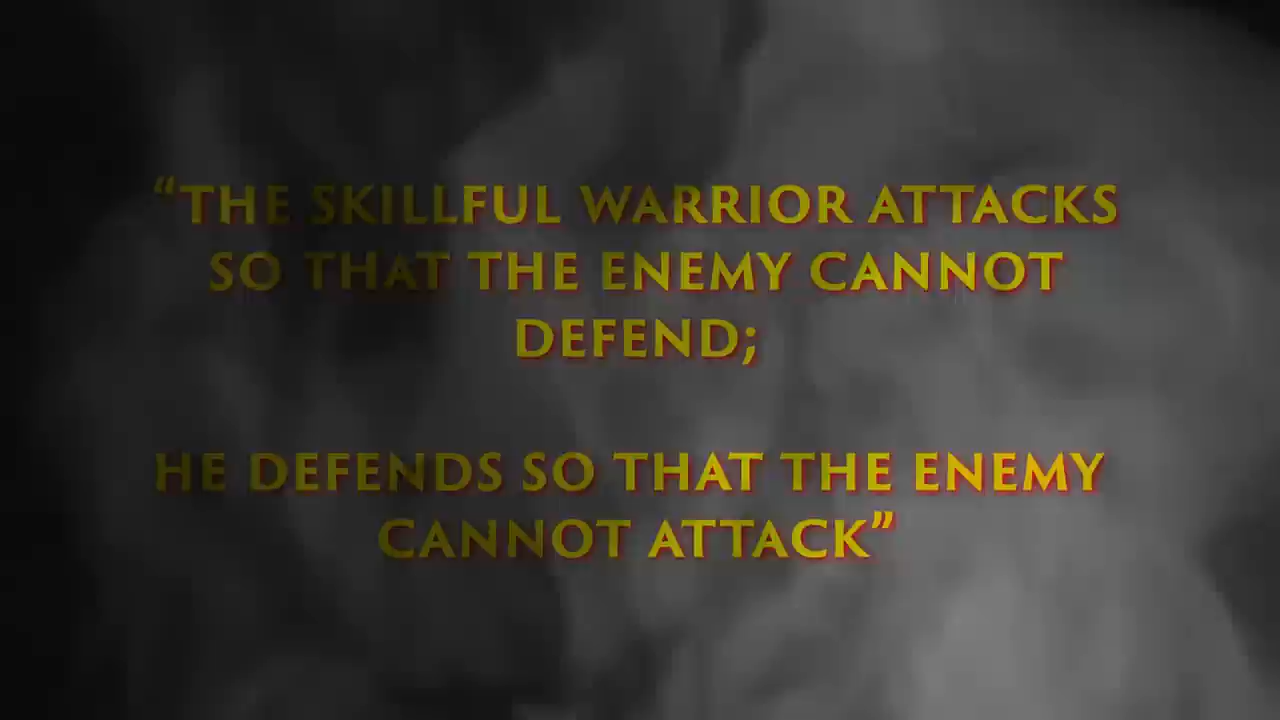 “THE SKILLFUL WARRIOR ATTACKS
SO THAT THE ENEMY CANNOT
DEFEND;
HE DEFENDS SO THAT THE ENEMY
CANNOT ATTACK”